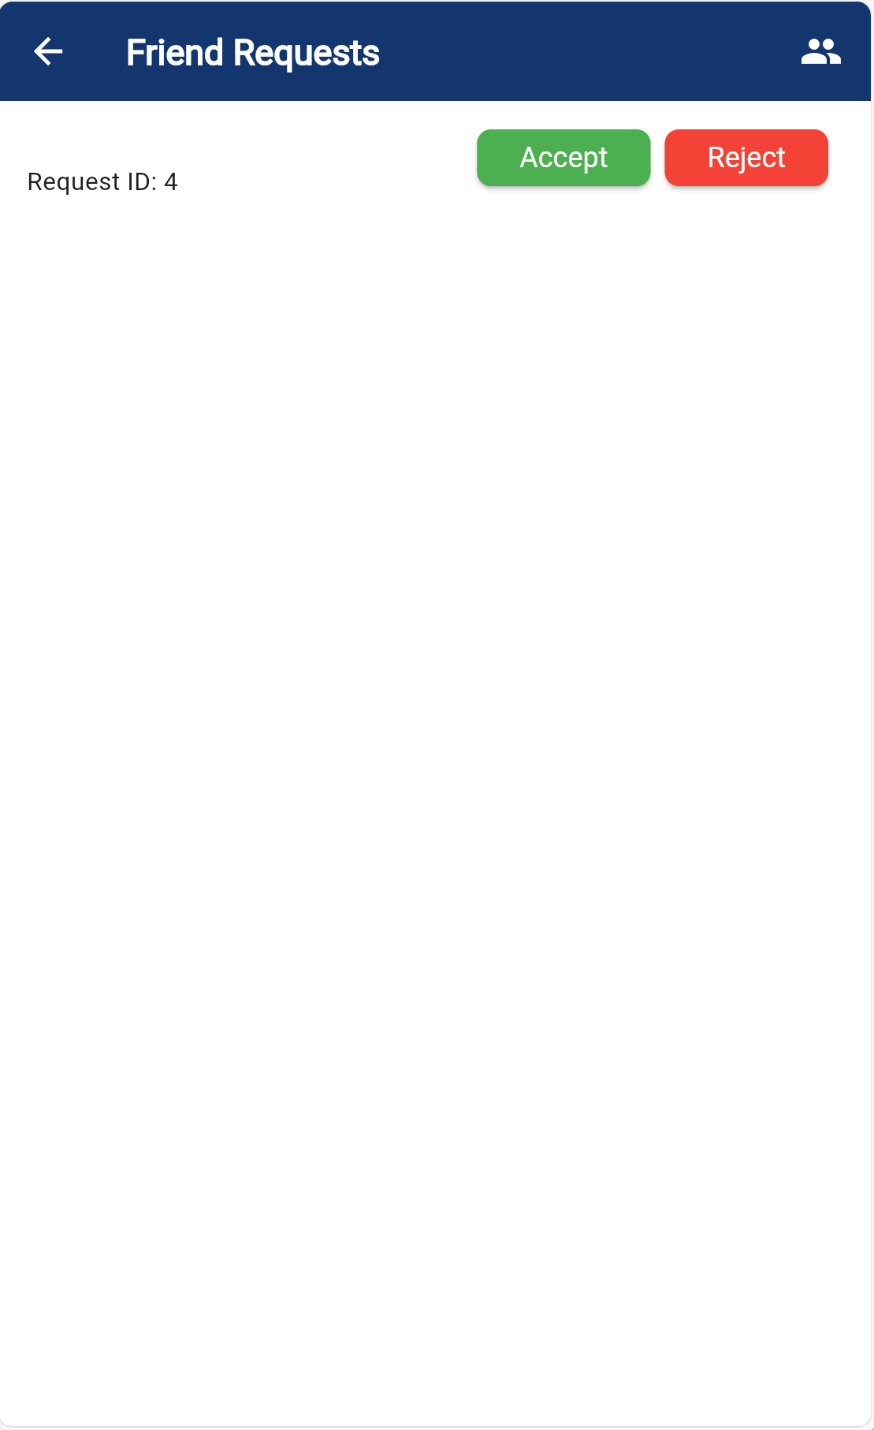 Friend Requests
Accept
Reject
Request ID: 4